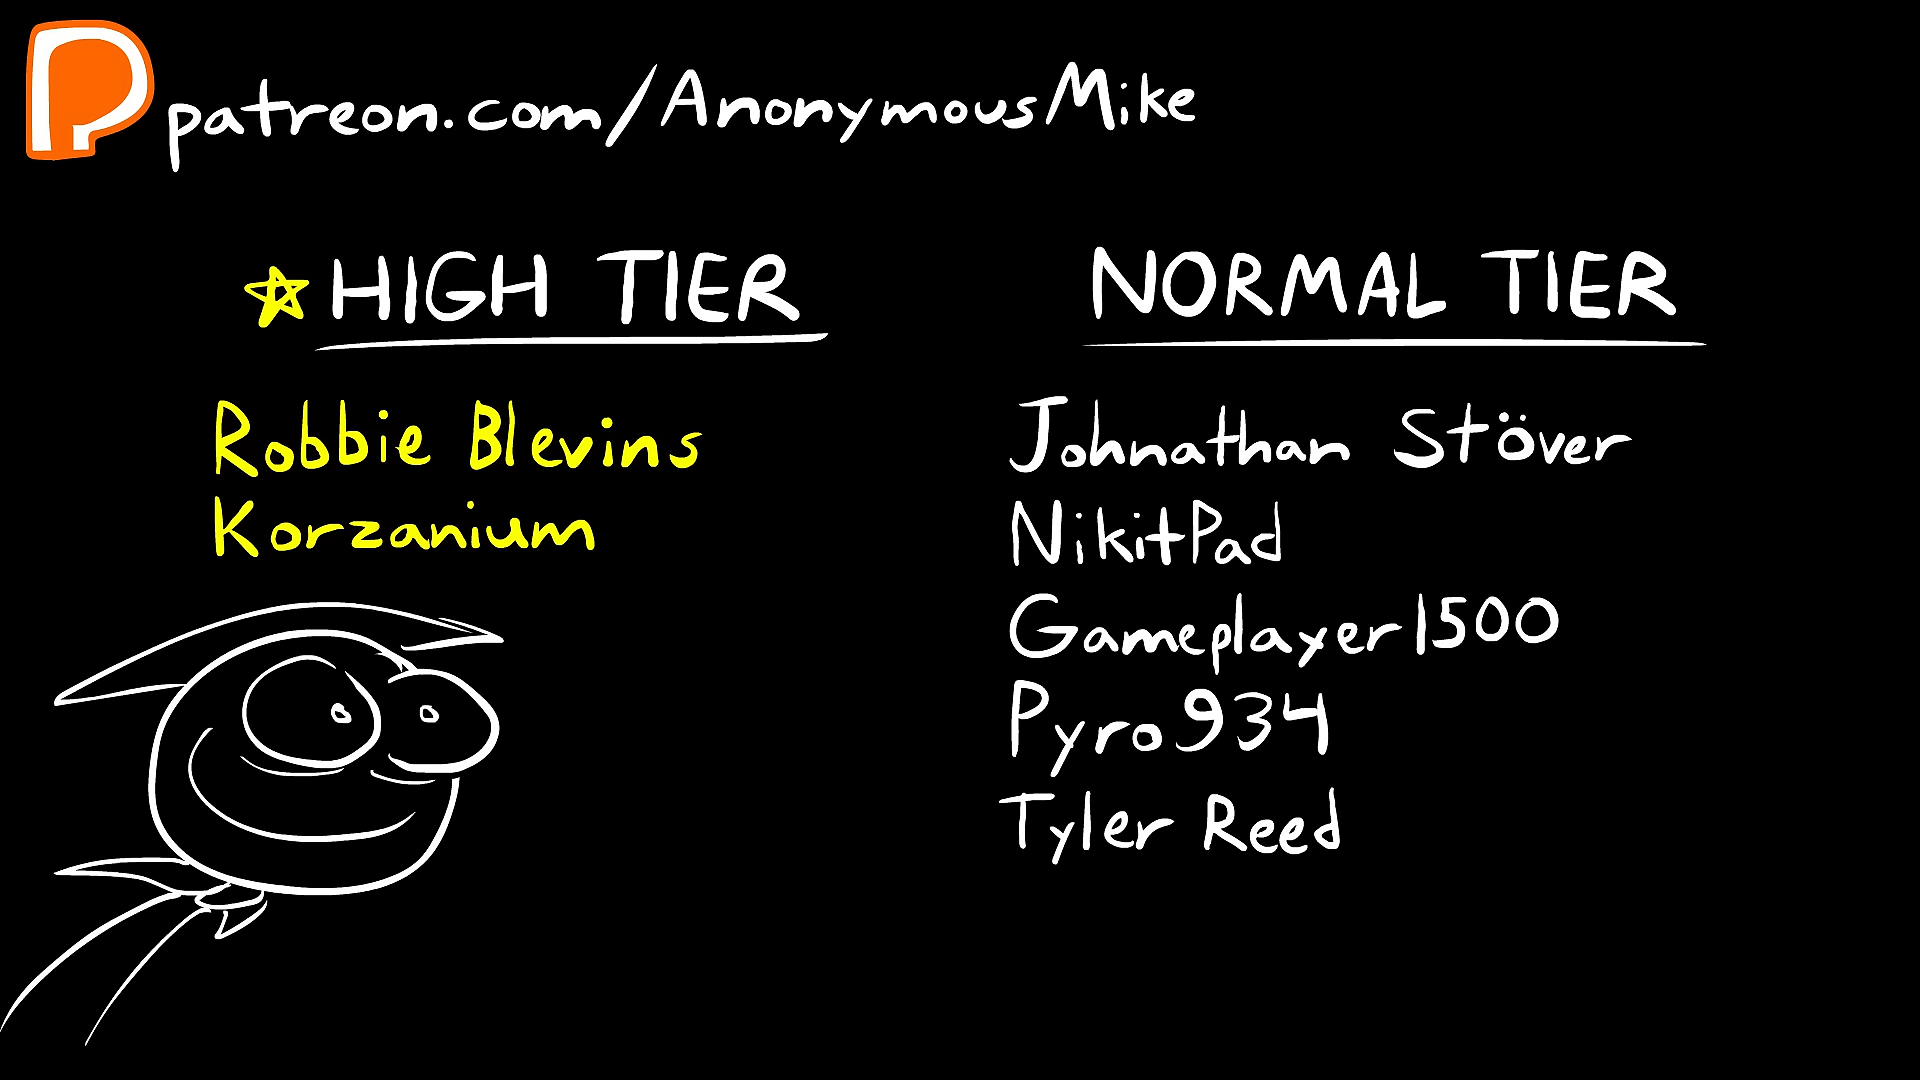 patreon.com/AnonymousMike
HIGH TIER
Robbie Blevins
Korzanium
NORMAL TIER
Johnathan Stöver
NikitPad
Gameplayer1500
Pyro934
Tyler Reed